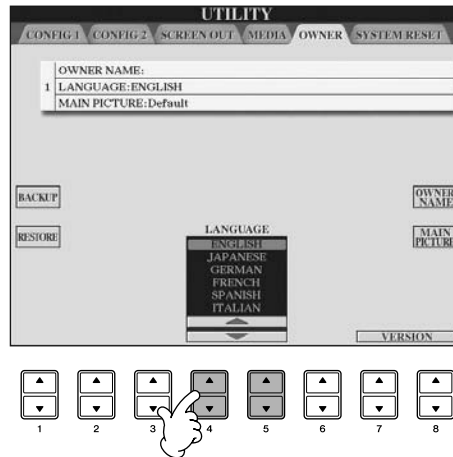 UTILITY
CONFIG 1 CONFIG 2 SCREEN OUT MEDIA OWNER SYSTEM RESET
OWNER NAME:
1 LANGUAGE:ENGLISH
MAIN PICTURE:Default
BACKUP
OWNER NAME
RESTORE
MAIN PICTURE
LANGUAGE
ENGLISH
JAPANESE
GERMAN
FRENCH
SPANISH
ITALIAN
VERSION
1 2 3 4 5 6 7 8